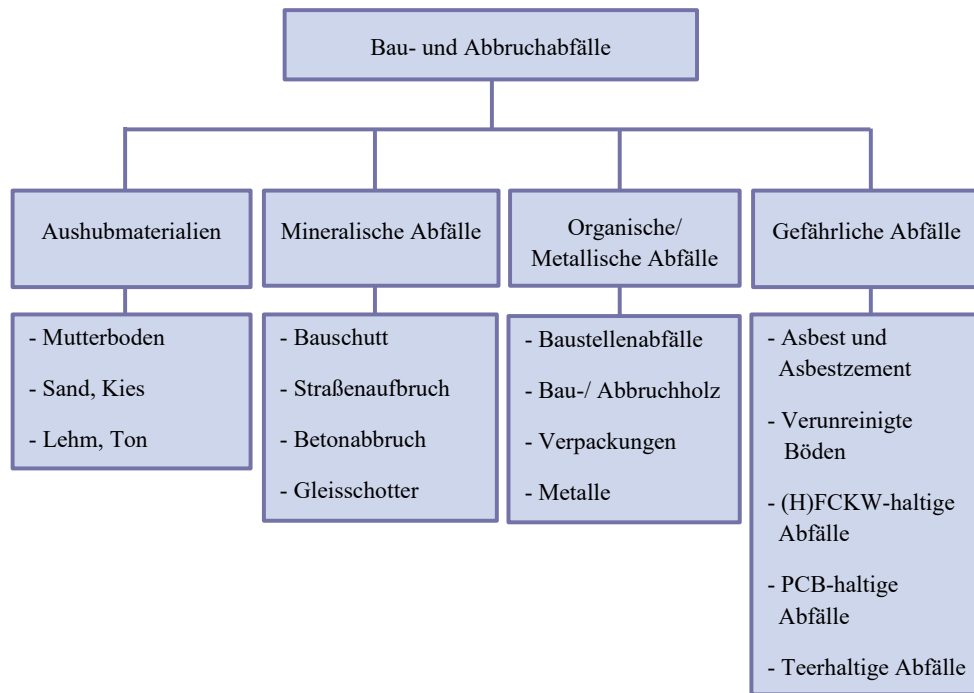 Bau- und Abbruchabfälle
Aushubmaterialien
Mineralische Abfälle
Organische/
Metallische Abfälle
Gefährliche Abfälle
- Mutterboden
- Sand, Kies
- Lehm, Ton
- Bauschutt
- Straßenaufbruch
- Betonabbruch
- Gleisschotter
- Baustellenabfälle
- Bau-/ Abbruchholz
- Verpackungen
- Metalle
- Asbest und
Asbestzement
- Verunreinigte
Böden
- (H)FCKW-haltige
Abfälle
- PCB-haltige
Abfälle
- Teerhaltige Abfälle